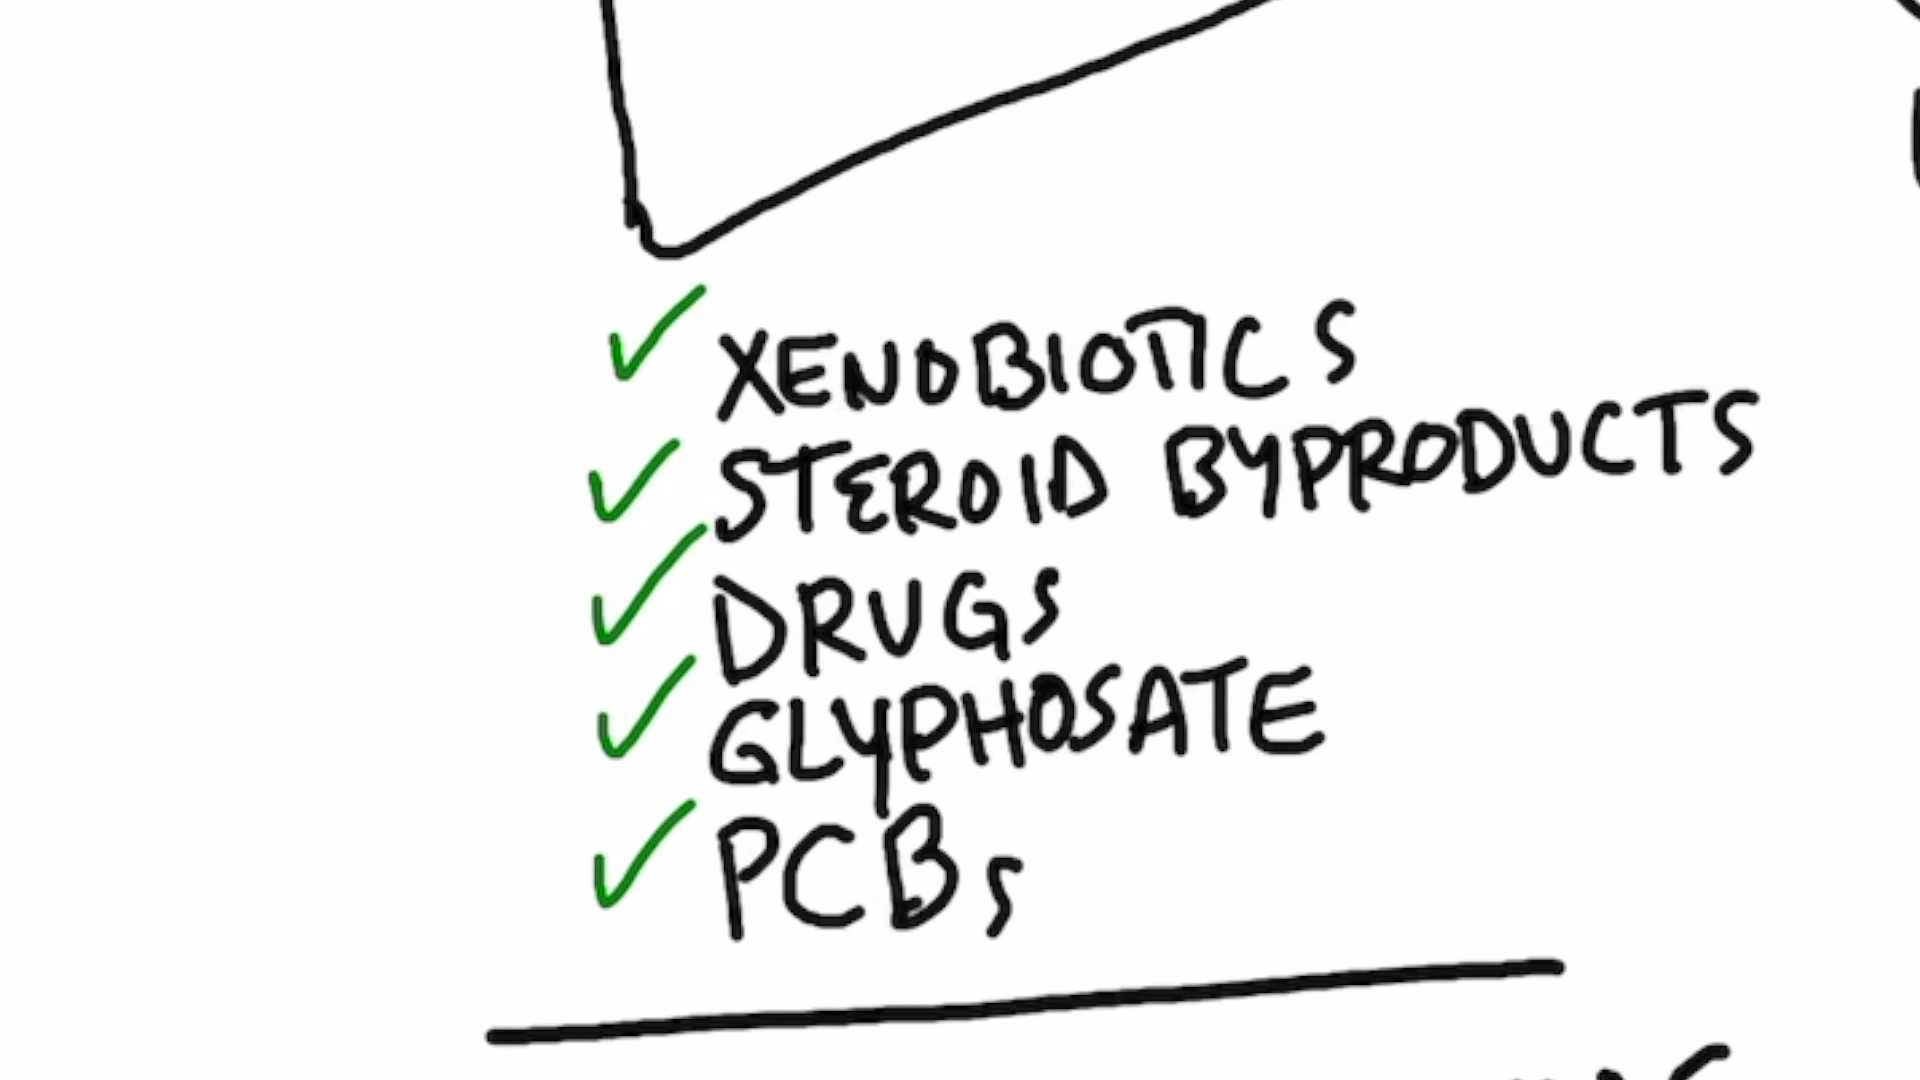 XENOBIOTICS
STEROID BYPRODUCTS
DRUGS
GLYPHOSATE
PCBs